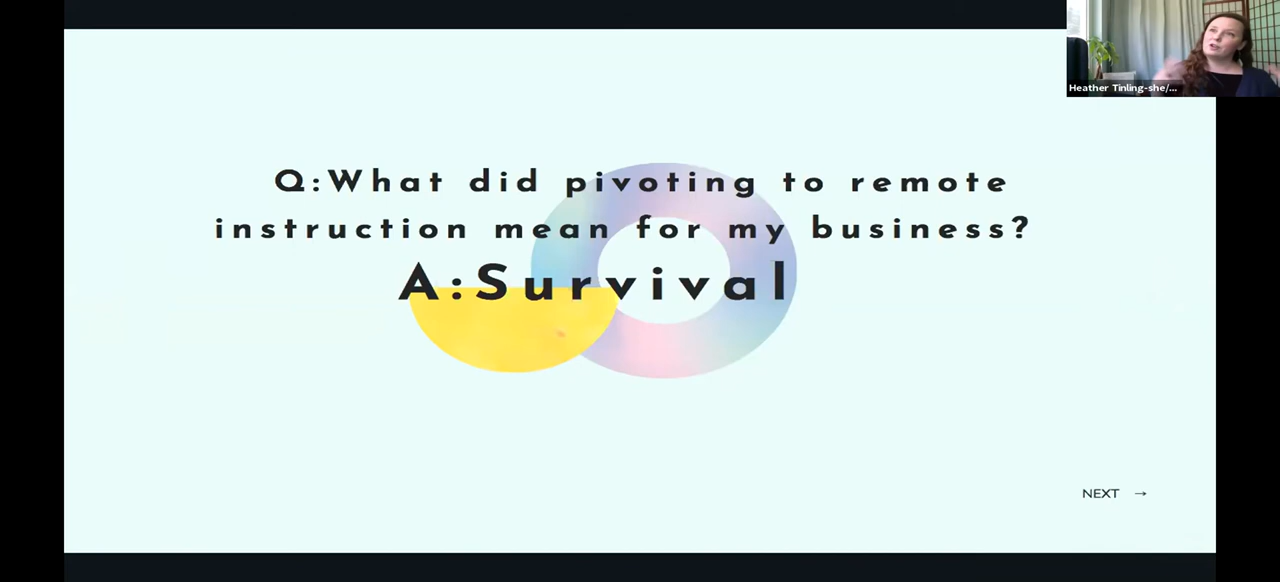 Heather Tinling-she/...
Q:What did pivoting to remote
instruction mean for my business?
A:Survival
NEXT →